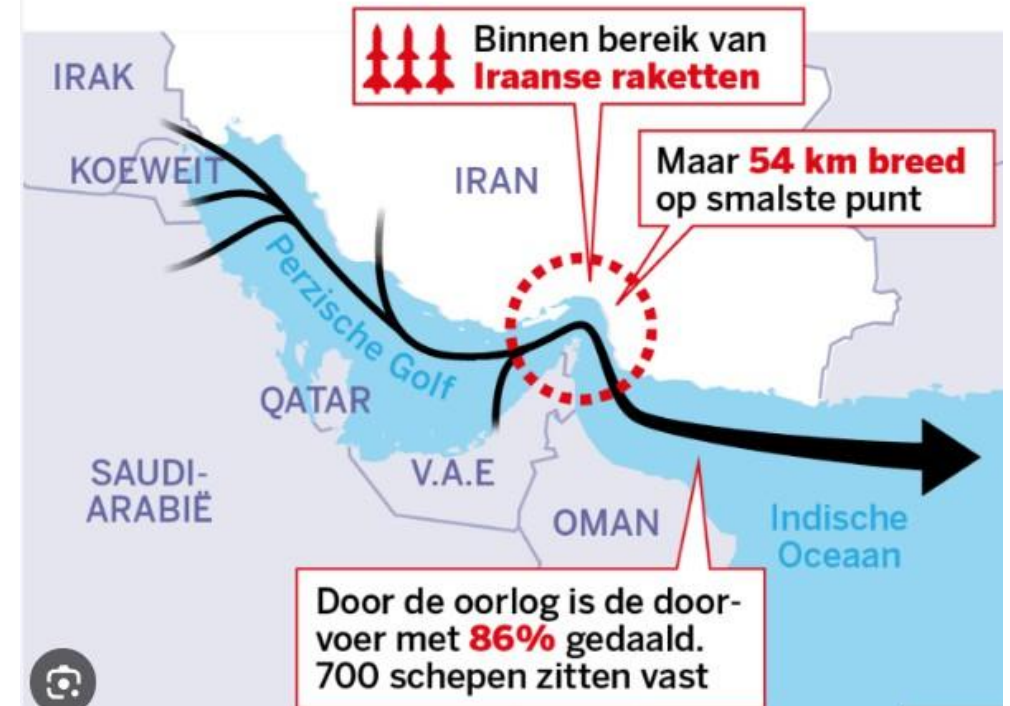 Binnen bereik van
Iraanse raketten
IRAK
KOEWEIT
IRAN
Maar 54 km breed
op smalste punt
Perzische Golf
QATAR
SAUDI-
ARABIË
V.A.E
OMAN
Indische
Oceaan
Door de oorlog is de door-
voer met 86% gedaald.
700 schepen zitten vast